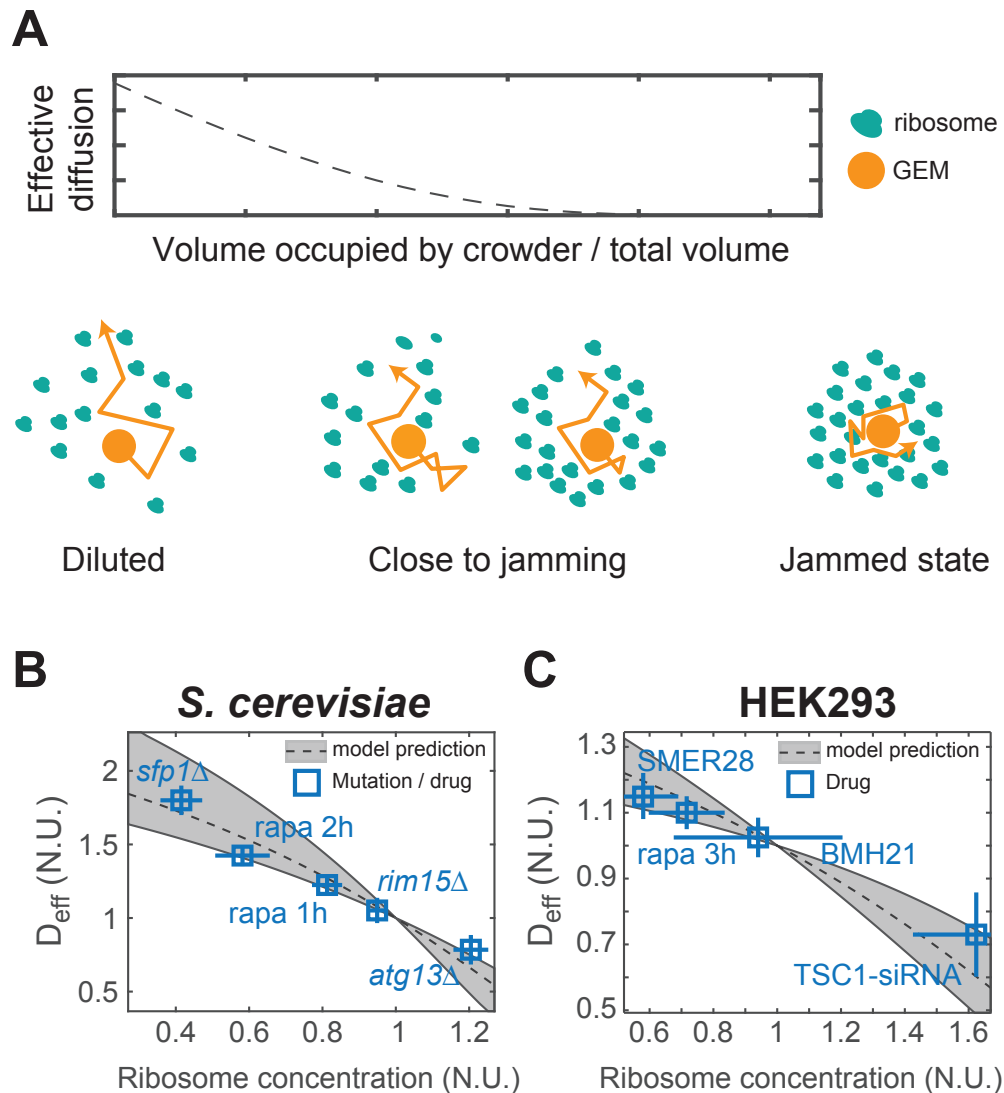 A
Effective
diffusion
ribosome
GEM
Volume occupied by crowder / total volume
Diluted
Close to jamming
Jammed state
B
S. cerevisiae
model prediction
Mutation / drug
sfp1Δ
rapa 2h
rapa 1h
rim15Δ
atg13Δ
2
1.5
1
0.5
D_eff (N.U.)
0.4 0.6 0.8 1 1.2
Ribosome concentration (N.U.)
C
HEK293
model prediction
Drug
SMER28
rapa 3h
BMH21
TSC1-siRNA
1.3
1.1
0.9
0.7
0.5
D_eff (N.U.)
0.6 0.8 1 1.2 1.4 1.6
Ribosome concentration (N.U.)